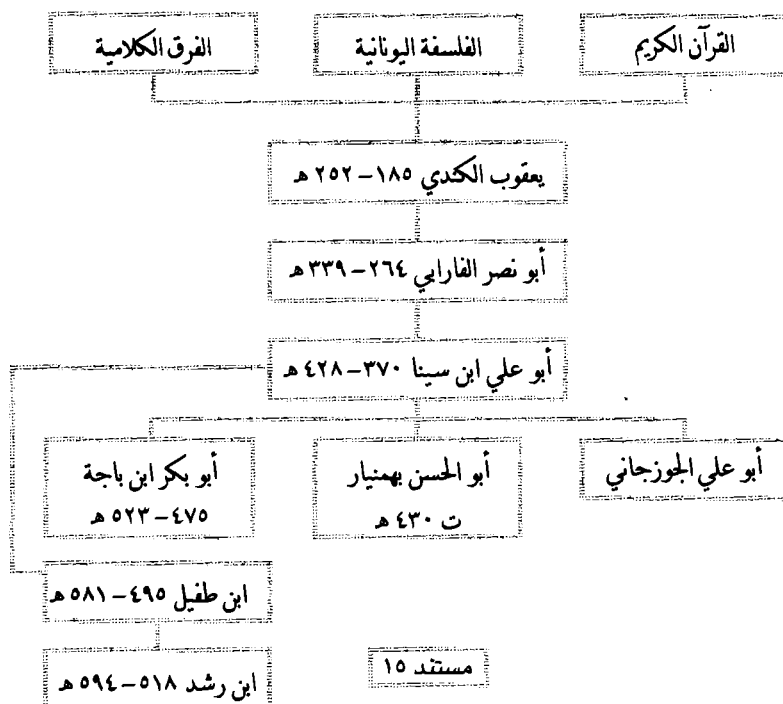 القرآن الكريم
الفلسفة اليونانية
الفرق الكلامية
يعقوب الكندي ١٨٥-٢٥٢ هـ
أبو نصر الفارابي ٢٦٤-٣٣٩ هـ
أبو علي ابن سينا ٣٧٠-٤٢٨ هـ
أبو علي الجوزجاني
أبو الحسن بهمنيار
ت ٤٣٠ هـ
أبو بكر ابن باجة
٤٧٥-٥٢٣ هـ
ابن طفيل ٤٩٥-٥٨١ هـ
ابن رشد ٥١٨-٥٩٤ هـ
مستند ١٥